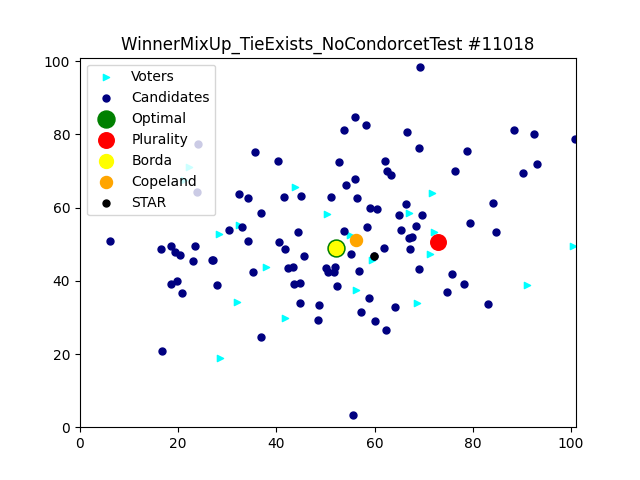 WinnerMixUp_TieExists_NoCondorcetTest #11018
Voters
Candidates
Optimal
Plurality
Borda
Copeland
STAR
100
80
60
40
20
0
0 20 40 60 80 100